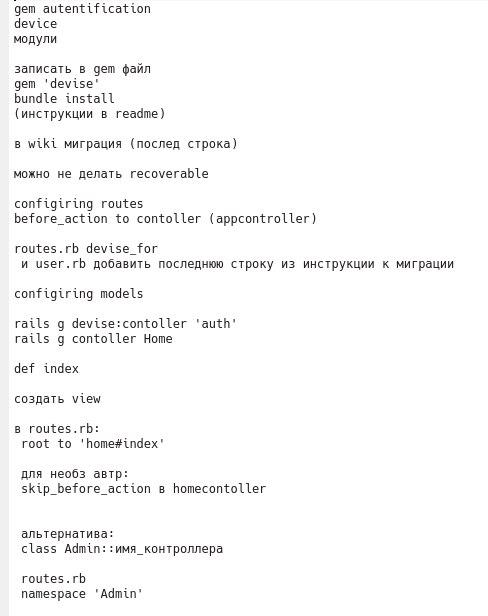 gem autentification
device
модули
записать в gem файл
gem 'devise'
bundle install
(инструкции в readme)
в wiki миграция (послед строка)
можно не делать recoverable
configiring routes
before_action to contoller (appcontroller)
routes.rb devise_for
и user.rb добавить последнюю строку из инструкции к миграции
configiring models
rails g devise:contoller 'auth'
rails g contoller Home
def index
создать view
в routes.rb:
root to 'home#index'
для необз автр:
skip_before_action в homecontoller
альтернатива:
class Admin::имя_контроллера
routes.rb
namespace 'Admin'